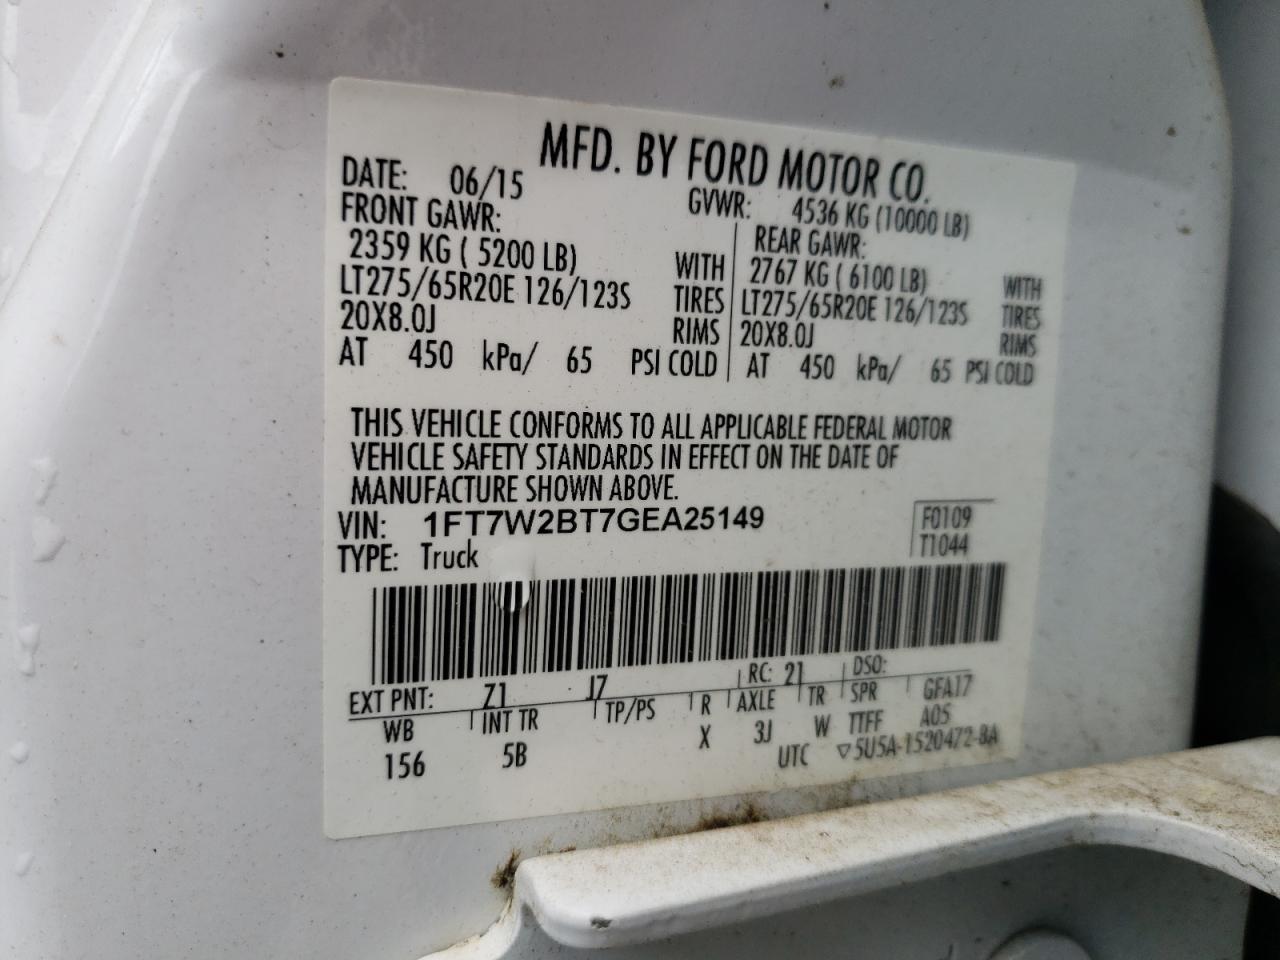 MFD. BY FORD MOTOR CO.
DATE: 06/15 GVWR: 4536 KG (10000 LB)
FRONT GAWR: REAR GAWR:
2359 KG ( 5200 LB) WITH 2767 KG ( 6100 LB) WITH
LT275/65R20E 126/123S TIRES LT275/65R20E 126/123S TIRES
20X8.0J RIMS 20X8.0J RIMS
AT 450 kPa/ 65 PSI COLD AT 450 kPa/ 65 PSI COLD
THIS VEHICLE CONFORMS TO ALL APPLICABLE FEDERAL MOTOR
VEHICLE SAFETY STANDARDS IN EFFECT ON THE DATE OF
MANUFACTURE SHOWN ABOVE.
VIN: 1FT7W2BT7GEA25149 F0109
TYPE: Truck T1044
EXT PNT: Z1 J7 RC: 21 DSO:
WB INT TR TP/PS R AXLE TR SPR GFA17
156 5B X 3J W TTFF A05
UTC ▽5U5A-1520472-BA